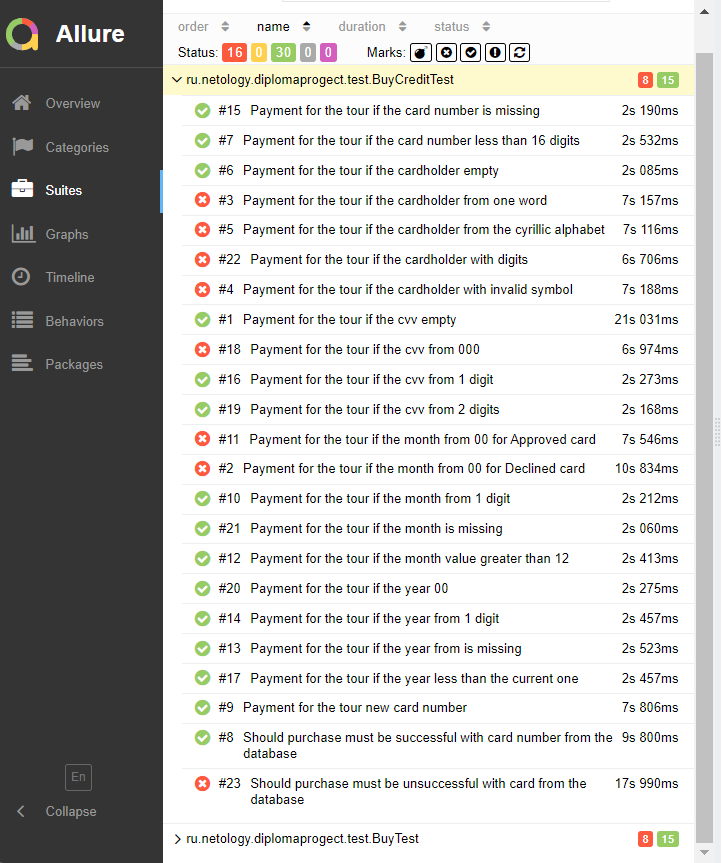 Allure
Overview
Categories
Suites
Graphs
Timeline
Behaviors
Packages
En
Collapse
order name duration status
Status: 16 0 30 0 0 Marks:
ru.netology.diplomaprogect.test.BuyCreditTest 8 15
#15 Payment for the tour if the card number is missing 2s 190ms
#7 Payment for the tour if the card number less than 16 digits 2s 532ms
#6 Payment for the tour if the cardholder empty 2s 085ms
#3 Payment for the tour if the cardholder from one word 7s 157ms
#5 Payment for the tour if the cardholder from the cyrillic alphabet 7s 116ms
#22 Payment for the tour if the cardholder with digits 6s 706ms
#4 Payment for the tour if the cardholder with invalid symbol 7s 188ms
#1 Payment for the tour if the cvv empty 21s 031ms
#18 Payment for the tour if the cvv from 000 6s 974ms
#16 Payment for the tour if the cvv from 1 digit 2s 273ms
#19 Payment for the tour if the cvv from 2 digits 2s 168ms
#11 Payment for the tour if the month from 00 for Approved card 7s 546ms
#2 Payment for the tour if the month from 00 for Declined card 10s 834ms
#10 Payment for the tour if the month from 1 digit 2s 212ms
#21 Payment for the tour if the month is missing 2s 060ms
#12 Payment for the tour if the month value greater than 12 2s 413ms
#20 Payment for the tour if the year 00 2s 275ms
#14 Payment for the tour if the year from 1 digit 2s 457ms
#13 Payment for the tour if the year from is missing 2s 523ms
#17 Payment for the tour if the year less than the current one 2s 457ms
#9 Payment for the tour new card number 7s 806ms
#8 Should purchase must be successful with card number from the 9s 800ms
database
#23 Should purchase must be unsuccessful with card from the 17s 990ms
database
ru.netology.diplomaprogect.test.BuyTest 8 15